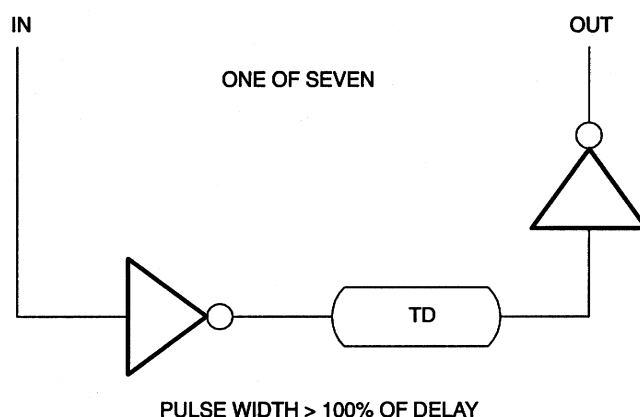 IN
OUT
ONE OF SEVEN
TD
PULSE WIDTH > 100% OF DELAY